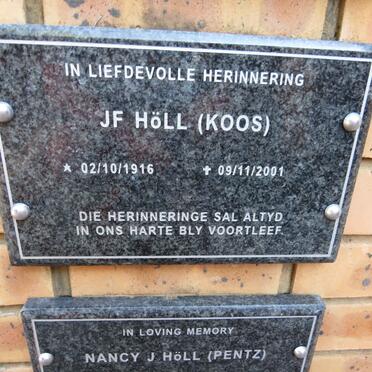 IN LIEFDEVOLLE HERINNERING
JF HöLL (KOOS)
★ 02/10/1916 ✝ 09/11/2001
DIE HERINNERINGE SAL ALTYD
IN ONS HARTE BLY VOORTLEEF.
IN LOVING MEMORY
NANCY J HöLL (PENTZ)